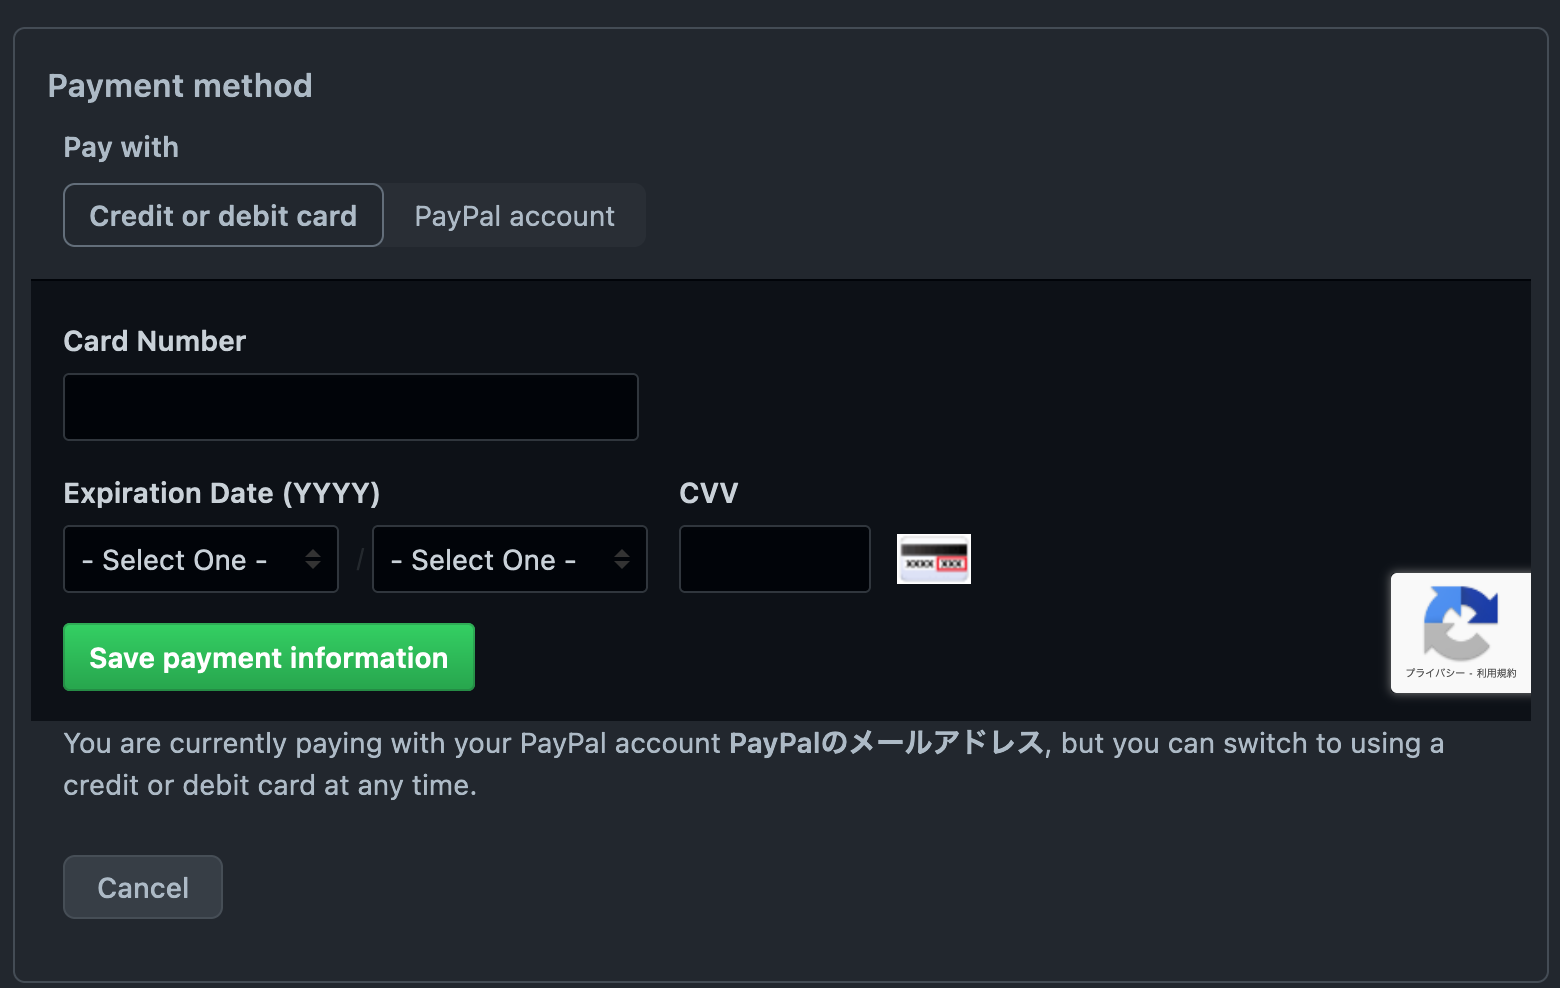 Payment method
Pay with
Credit or debit card PayPal account
Card Number
Expiration Date (YYYY) CVV
- Select One - / - Select One - XXXX XXX
Save payment information
プライバシー - 利用規約
You are currently paying with your PayPal account PayPalのメールアドレス, but you can switch to using a
credit or debit card at any time.
Cancel